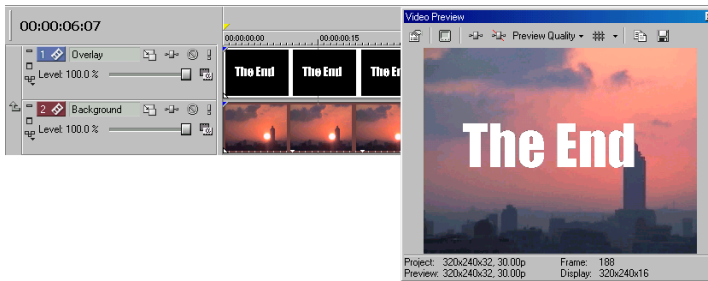 00:00:06:07
00:00:00:00
00:00:00:15
1 Overlay
Level: 100.0 %
The End
The End
The E
2 Background
Level: 100.0 %
Video Preview
Preview Quality
The End
Project: 320x240x32, 30.00p Frame: 188
Preview: 320x240x32, 30.00p Display: 320x240x16